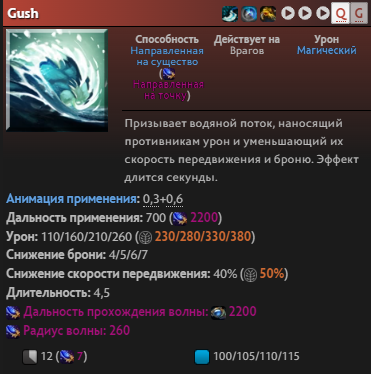 Gush
Q G
Способность Действует на Урон
Направленная Врагов Магический
на существо
(
Направленная
на точку)
Призывает водяной поток, наносящий
противникам урон и уменьшающий их
скорость передвижения и броню. Эффект
длится секунды.
Анимация применения: 0,3+0,6
Дальность применения: 700 ( 2200)
Урон: 110/160/210/260 ( 230/280/330/380)
Снижение брони: 4/5/6/7
Снижение скорости передвижения: 40% ( 50%)
Длительность: 4,5
Дальность прохождения волны: 2200
Радиус волны: 260
12 ( 7) 100/105/110/115